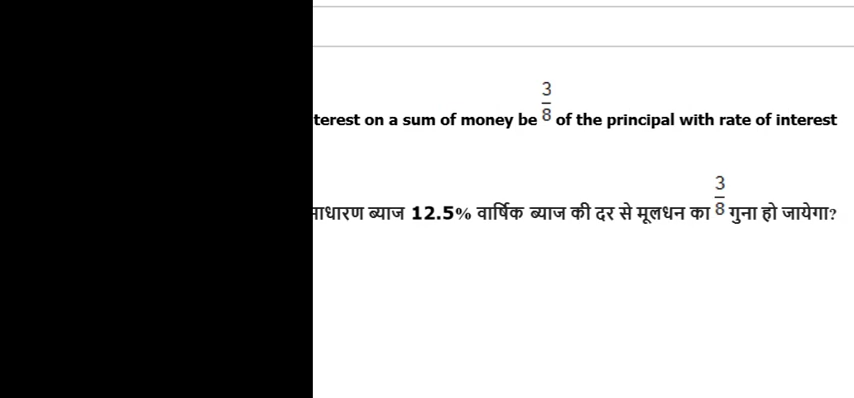 terest on a sum of money be 3/8 of the principal with rate of interest
साधारण ब्याज 12.5% वार्षिक ब्याज की दर से मूलधन का 3/8 गुना हो जायेगा?